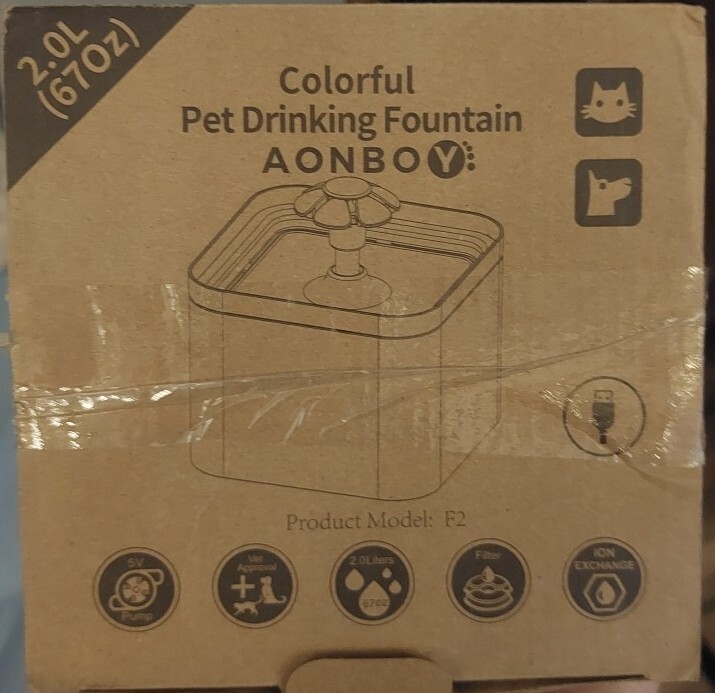 2.0L
(67Oz)
Colorful
Pet Drinking Fountain
AONBOY
Product Model: F2
5V
Pump
Vet
Approval
2.0Liters
67oz
Filter
ION
EXCHANGE